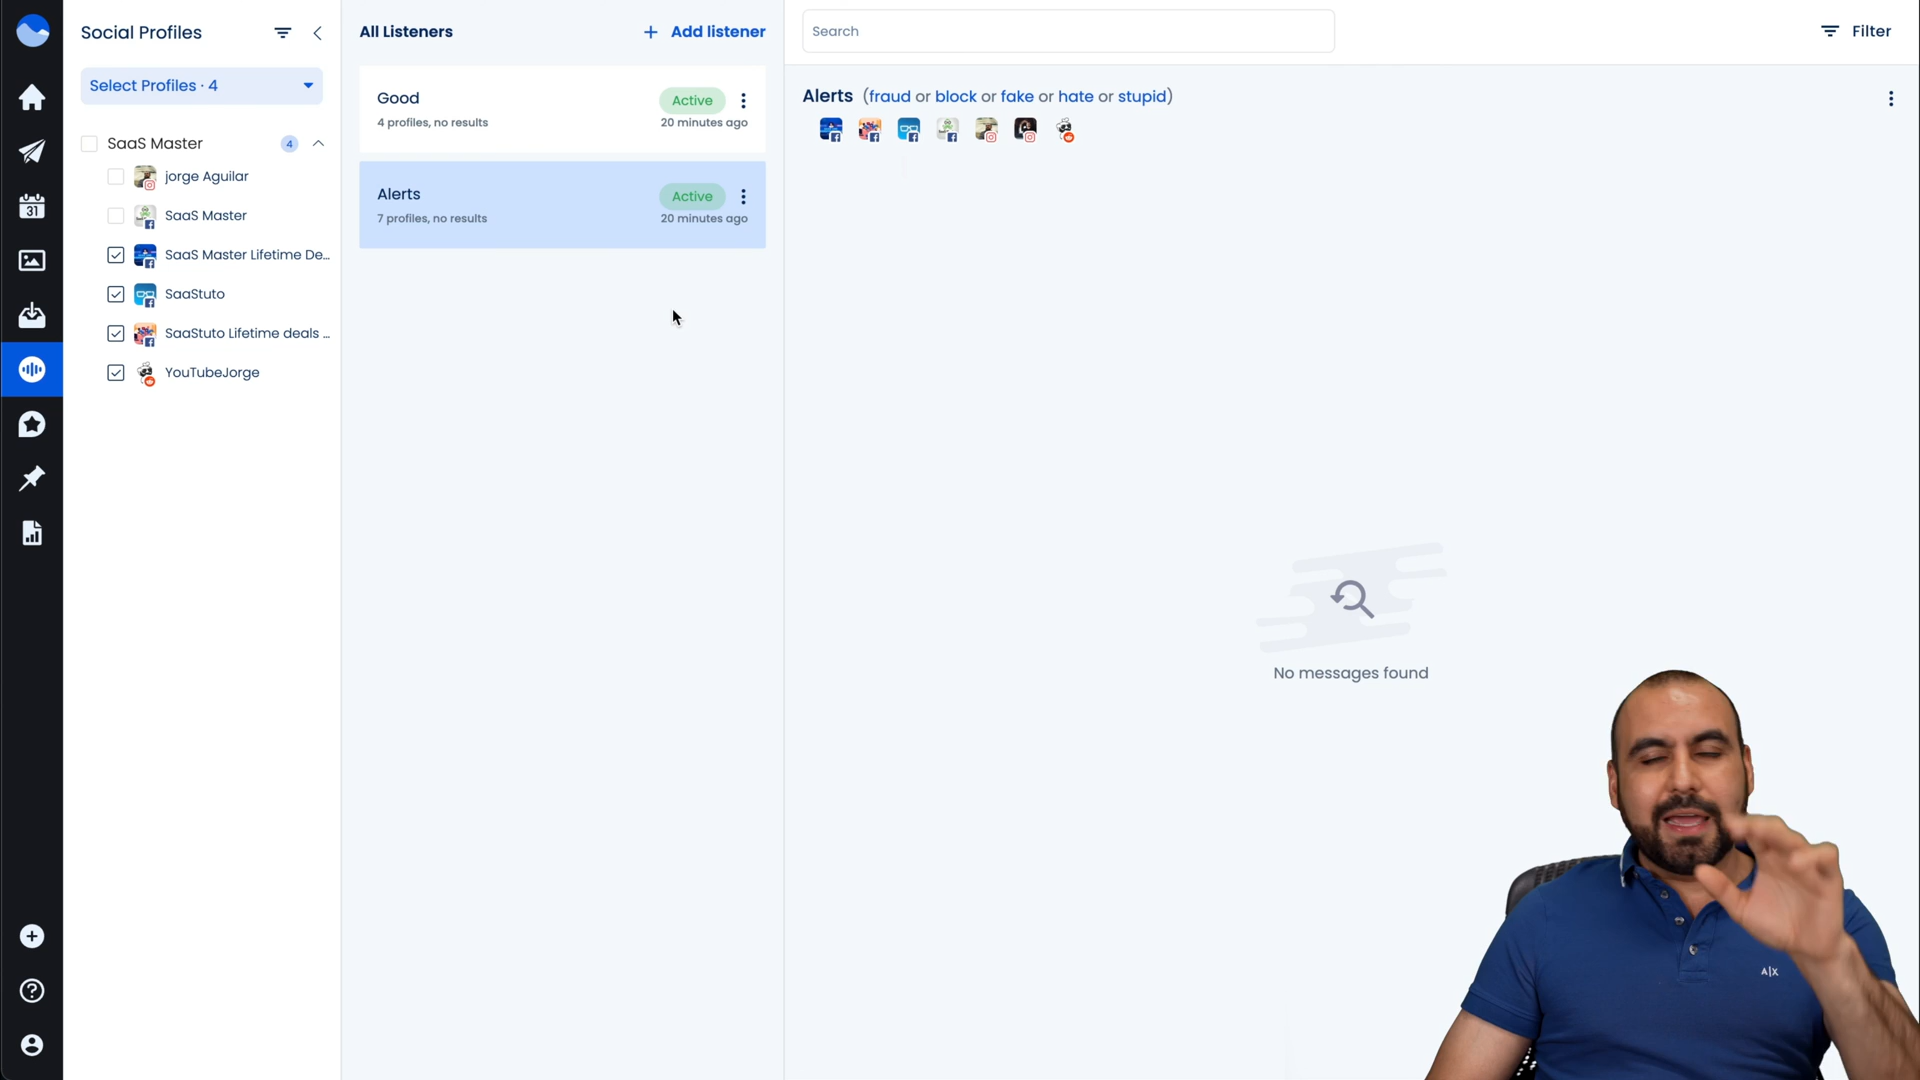 Social Profiles
Select Profiles · 4
SaaS Master
4
jorge Aguilar
SaaS Master
SaaS Master Lifetime De...
SaaStuto
SaaStuto Lifetime deals ...
YouTubeJorge
31
All Listeners
+ Add listener
Good
Active
4 profiles, no results
20 minutes ago
Alerts
Active
7 profiles, no results
20 minutes ago
Search
Filter
Alerts (fraud or block or fake or hate or stupid)
No messages found
A|X